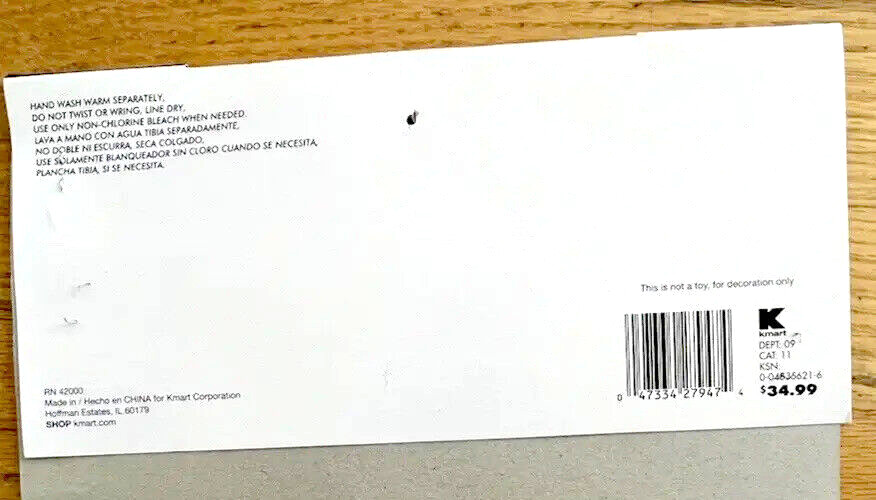 HAND WASH WARM SEPARATELY,
DO NOT TWIST OR WRING, LINE DRY,
USE ONLY NON-CHLORINE BLEACH WHEN NEEDED.
LAVA A MANO CON AGUA TIBIA SEPARADAMENTE,
NO DOBLE NI ESCURRA, SECA COLGADO,
USE SOLAMENTE BLANQUEADOR SIN CLORO CUANDO SE NECESITA,
PLANCHA TIBIA, SI SE NECESITA.
This is not a toy, for decoration only
K
kmart
DEPT: 09
CAT: 11
KSN:
0-04835621-6
$34.99
0 47334 27947 4
RN 42000
Made in / Hecho en CHINA for Kmart Corporation
Hoffman Estates, IL 60179
SHOP kmart.com